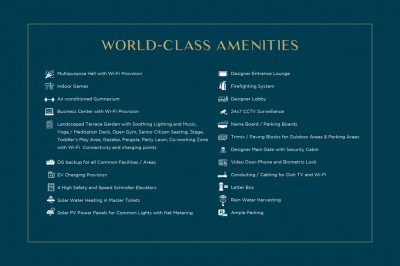 WORLD-CLASS AMENITIES
Multipurpose Hall with Wi-Fi Provision
Indoor Games
Air-conditioned Gymnasium
Business Center with Wi-Fi Provision
Landscaped Terrace Garden with Soothing Lighting and Music,
Yoga / Meditation Deck, Open Gym, Senior Citizen Seating, Stage,
Toddler's Play Area, Gazebo, Pergola, Party Lawn, Co-working Zone
with Wi-Fi Connectivity and charging points
DG backup for all Common Facilities / Areas
EV Charging Provision
4 High Safety and Speed Schindler Elevators
Solar Water Heating in Master Toilets
Solar PV Power Panels for Common Lights with Net Metering
Designer Entrance Lounge
Firefighting System
Designer Lobby
24x7 CCTV Surveillance
Name Board / Parking Boards
Trimix / Paving Blocks for Outdoor Areas & Parking Areas
Designer Main Gate with Security Cabin
Video Door-Phone and Biometric Lock
Conduiting / Cabling for Dish TV and Wi-Fi
Letter Box
Rain Water Harvesting
Ample Parking